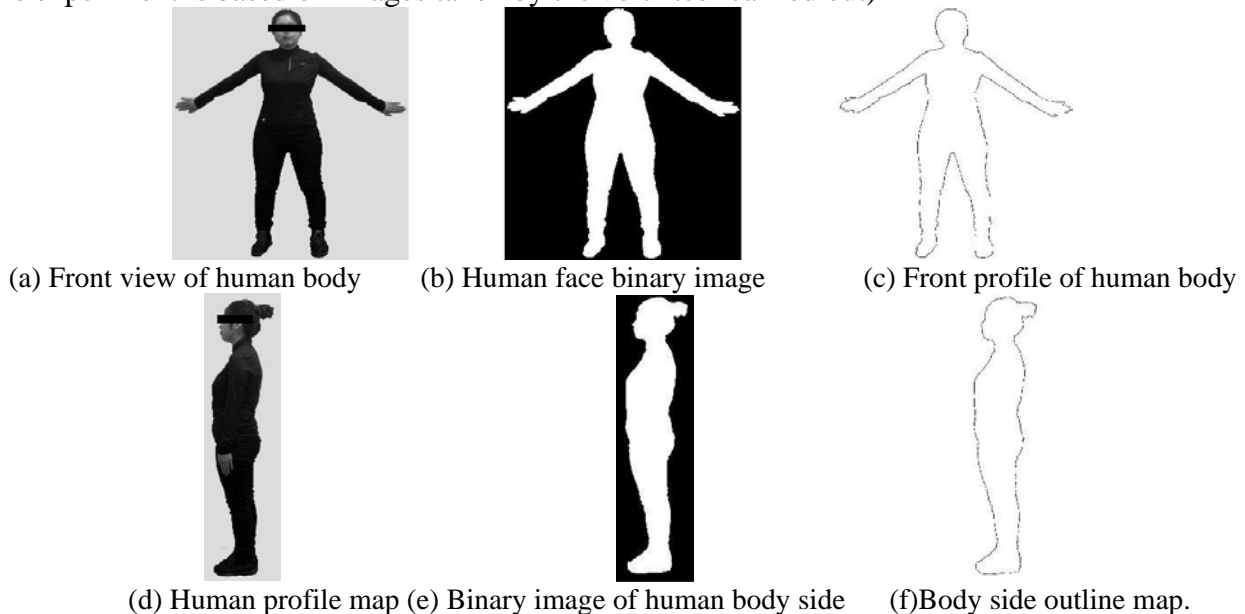 (a) Front view of human body (b) Human face binary image (c) Front profile of human body
(d) Human profile map (e) Binary image of human body side (f)Body side outline map.